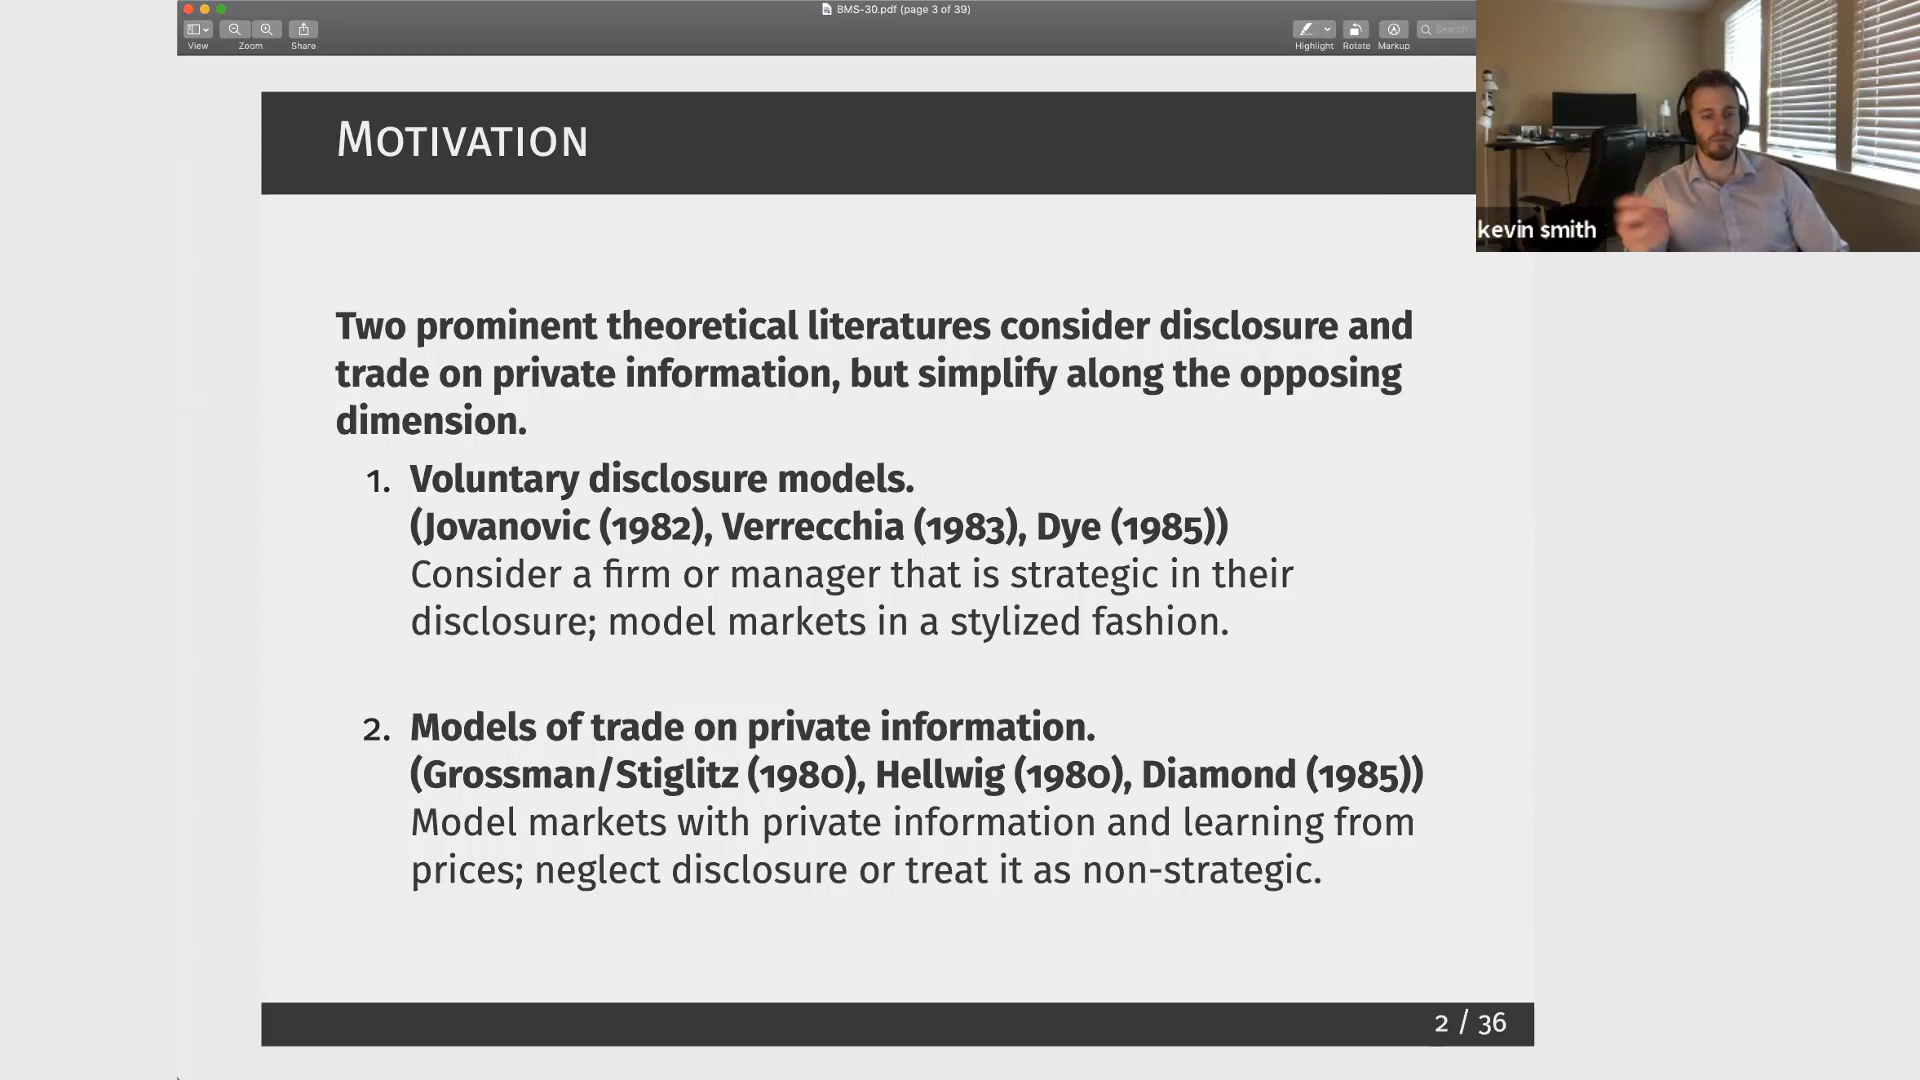 BMS-30.pdf (page 3 of 39)
View Zoom Share Highlight Rotate Markup Search
kevin smith
MOTIVATION
Two prominent theoretical literatures consider disclosure and
trade on private information, but simplify along the opposing
dimension.
1. Voluntary disclosure models.
(Jovanovic (1982), Verrecchia (1983), Dye (1985))
Consider a firm or manager that is strategic in their
disclosure; model markets in a stylized fashion.
2. Models of trade on private information.
(Grossman/Stiglitz (1980), Hellwig (1980), Diamond (1985))
Model markets with private information and learning from
prices; neglect disclosure or treat it as non-strategic.
2 / 36